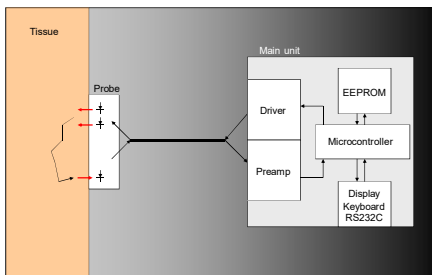 Tissue
Main unit
Probe
EEPROM
Driver
Microcontroller
Preamp
Display
Keyboard
RS232C